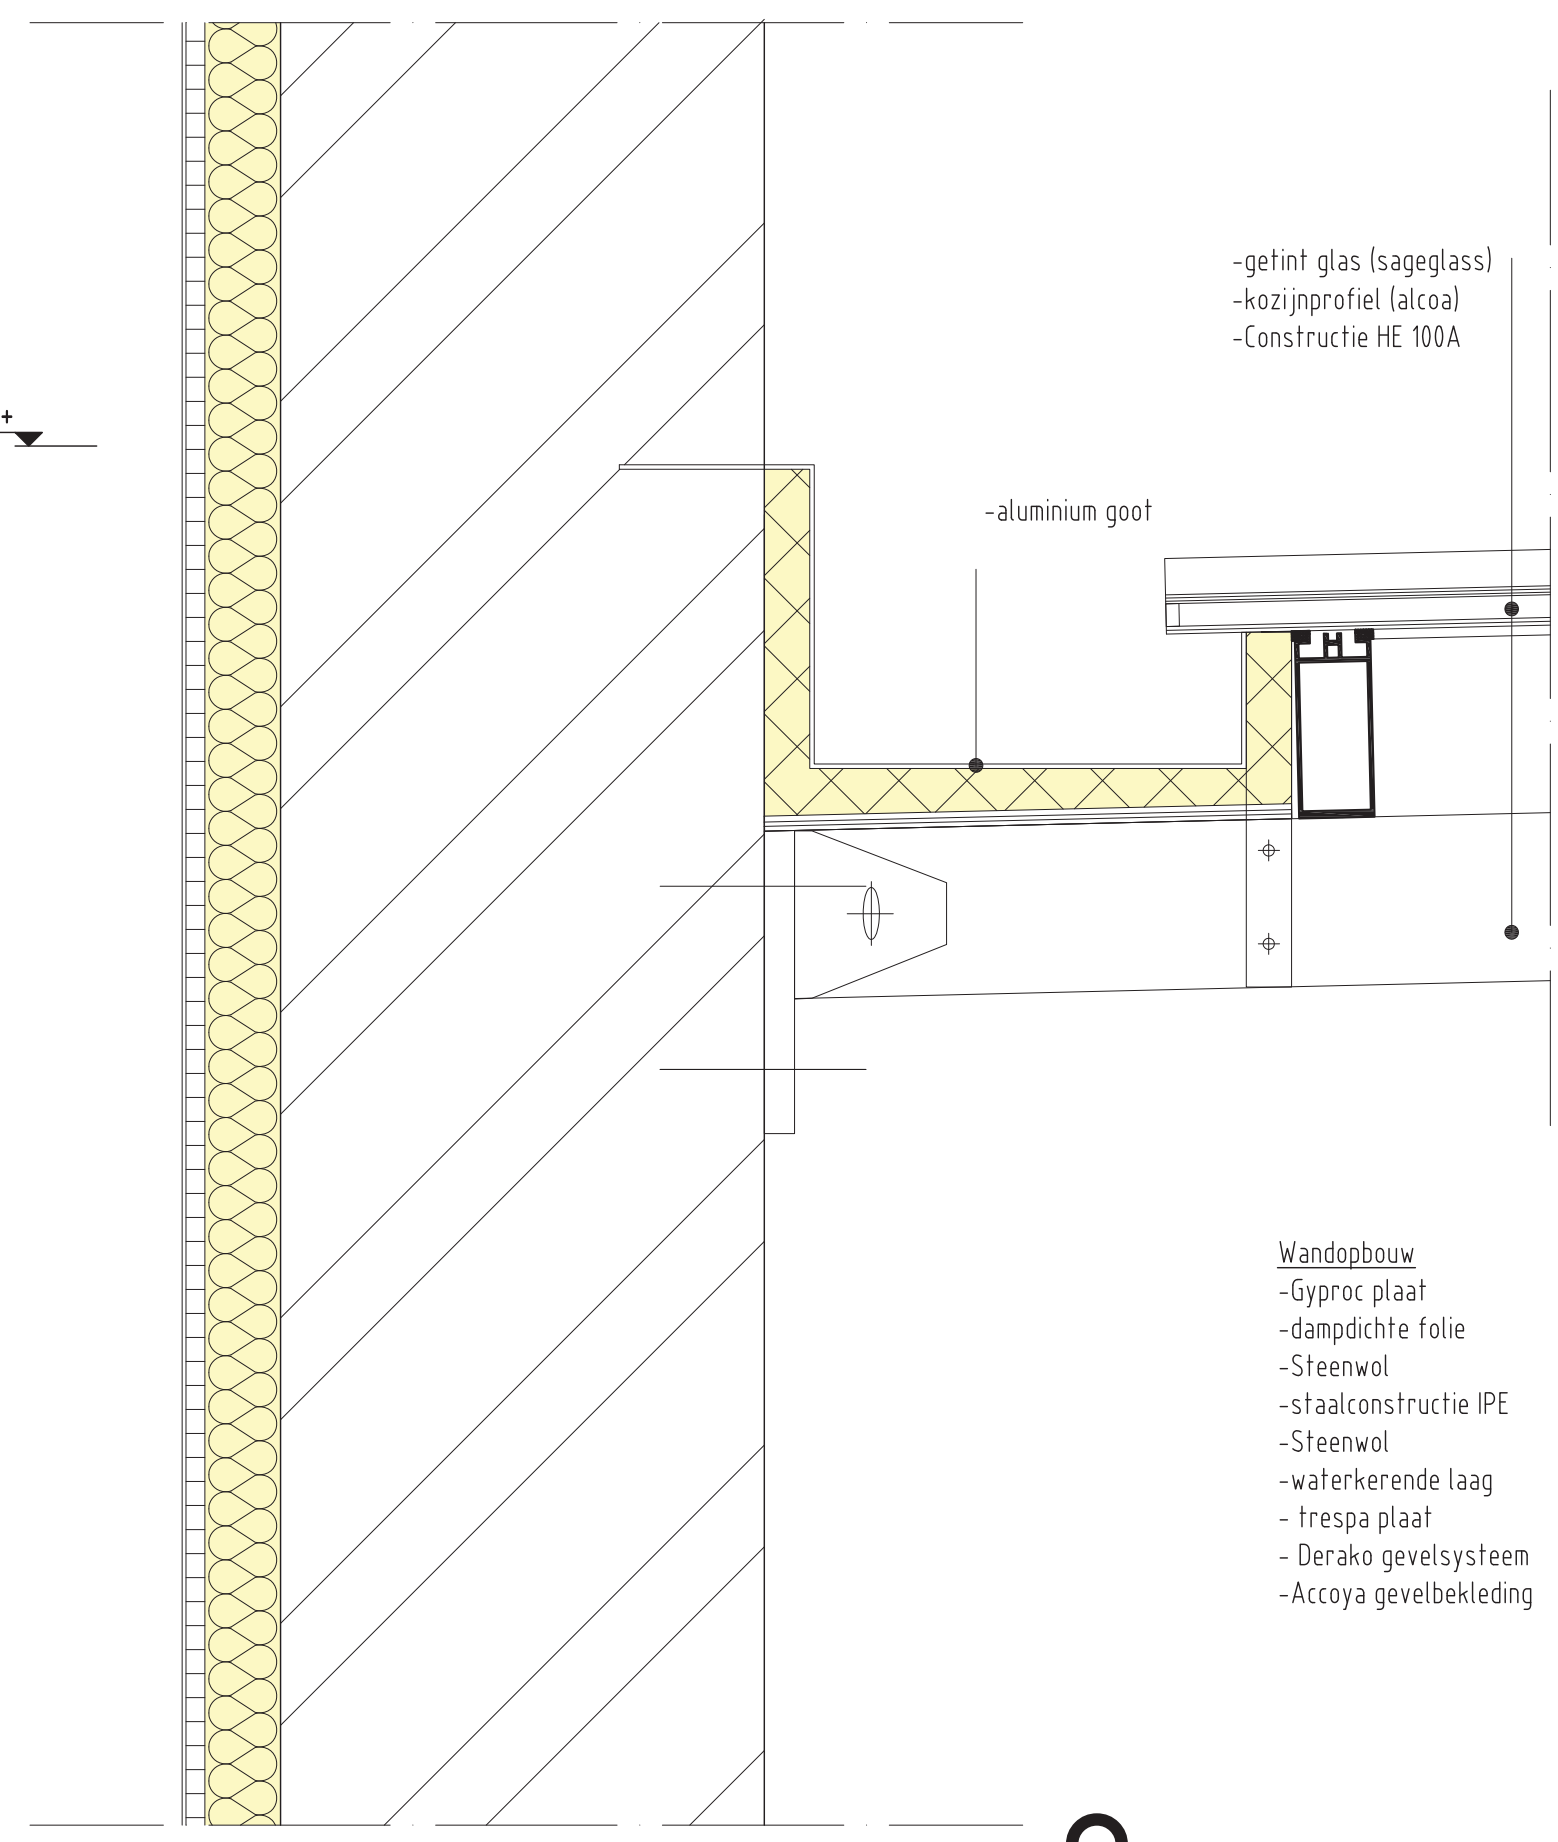 -getint glas (sageglass)
-kozijnprofiel (alcoa)
-Constructie HE 100A
+
-aluminium goot
Wandopbouw
-Gyproc plaat
-dampdichte folie
-Steenwol
-staalconstructie IPE
-Steenwol
-waterkerende laag
- trespa plaat
- Derako gevelsysteem
-Accoya gevelbekleding